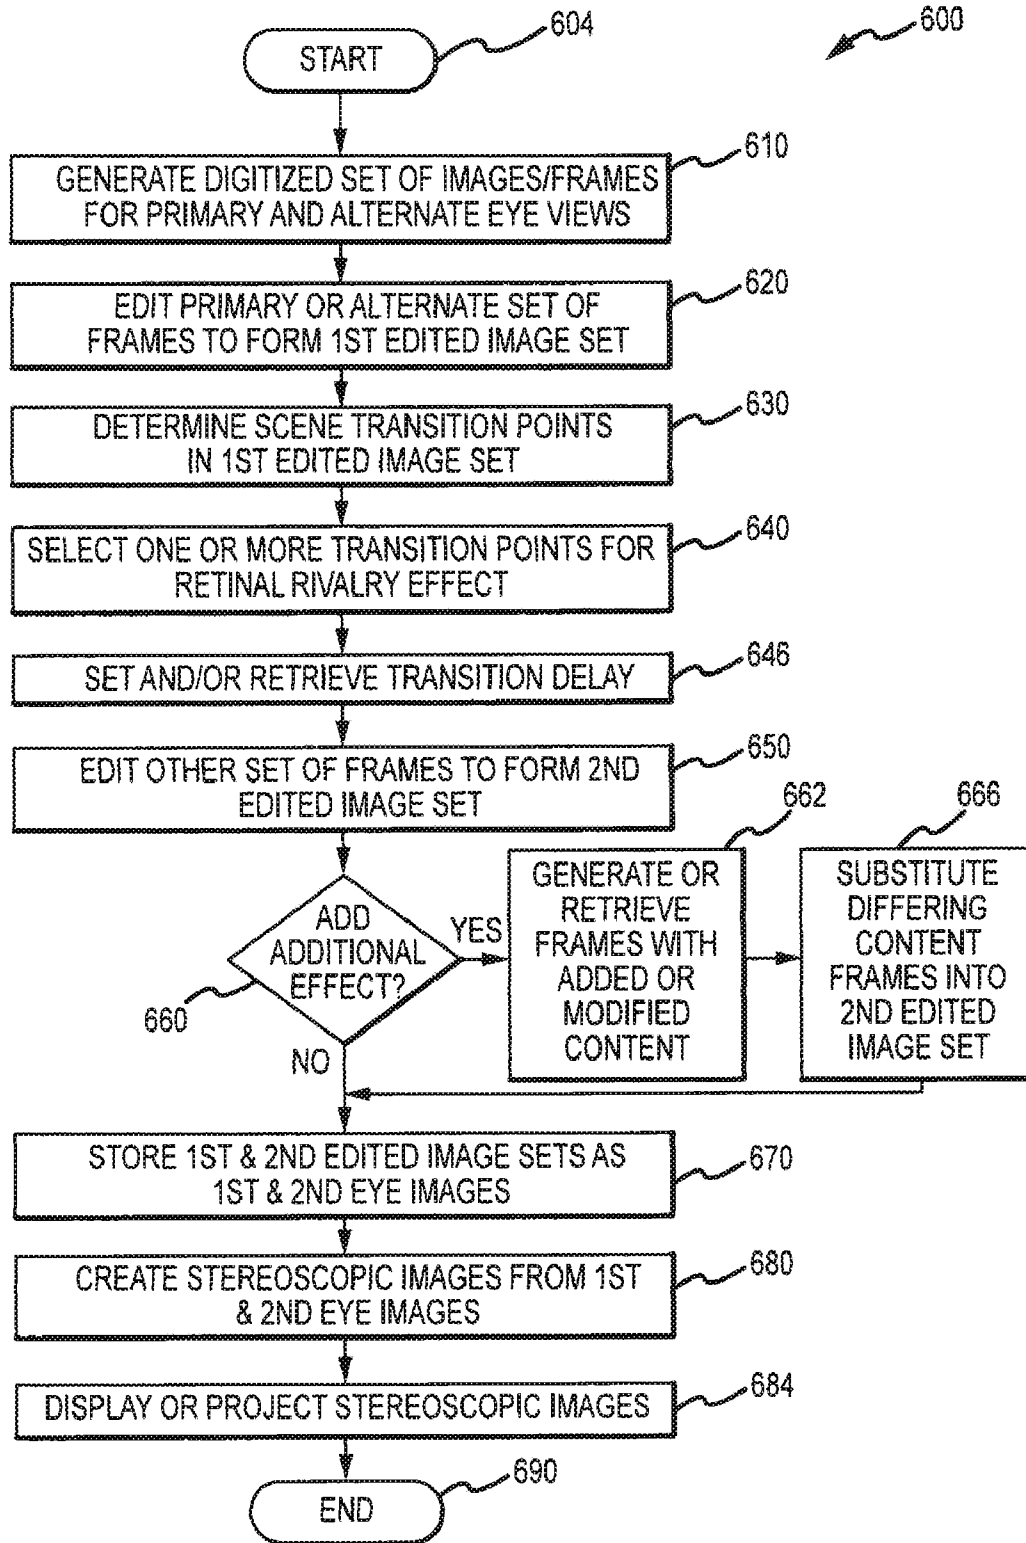 600
START
604
GENERATE DIGITIZED SET OF IMAGES/FRAMES
FOR PRIMARY AND ALTERNATE EYE VIEWS
610
EDIT PRIMARY OR ALTERNATE SET OF
FRAMES TO FORM 1ST EDITED IMAGE SET
620
DETERMINE SCENE TRANSITION POINTS
IN 1ST EDITED IMAGE SET
630
SELECT ONE OR MORE TRANSITION POINTS FOR
RETINAL RIVALRY EFFECT
640
SET AND/OR RETRIEVE TRANSITION DELAY
646
EDIT OTHER SET OF FRAMES TO FORM 2ND
EDITED IMAGE SET
650
ADD
ADDITIONAL
EFFECT?
660
YES
NO
GENERATE OR
RETRIEVE
FRAMES WITH
ADDED OR
MODIFIED
CONTENT
662
SUBSTITUTE
DIFFERING
CONTENT
FRAMES INTO
2ND EDITED
IMAGE SET
666
STORE 1ST & 2ND EDITED IMAGE SETS AS
1ST & 2ND EYE IMAGES
670
CREATE STEREOSCOPIC IMAGES FROM 1ST
& 2ND EYE IMAGES
680
DISPLAY OR PROJECT STEREOSCOPIC IMAGES
684
END
690